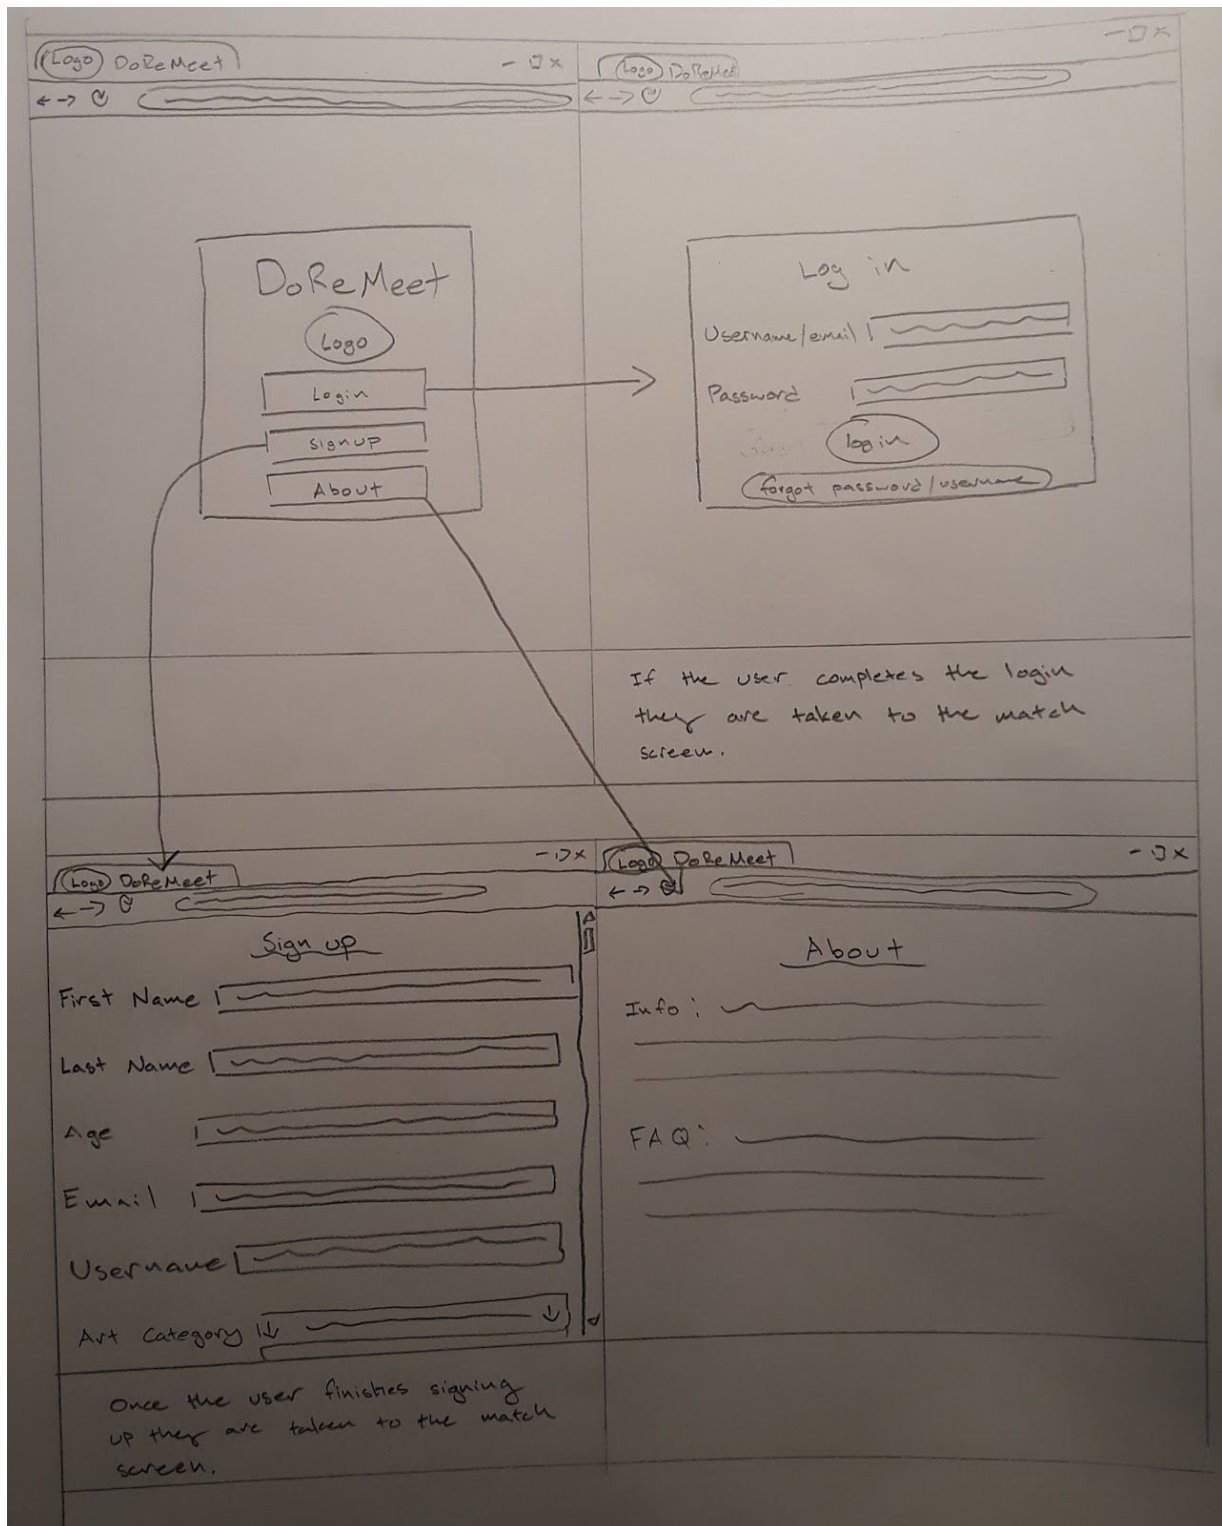 Logo DoReMeet
Logo DoReMeet
DoReMeet
Logo
Login
signup
About
Log in
Username/email
Password
log in
forgot password/username
If the user completes the login
they are taken to the match
screen.
Logo DoReMeet
Sign up
First Name
Last Name
Age
Email
Username
Art Category
Once the user finishes signing
up they are taken to the match
screen.
Logo DoReMeet
About
Info:
FAQ: